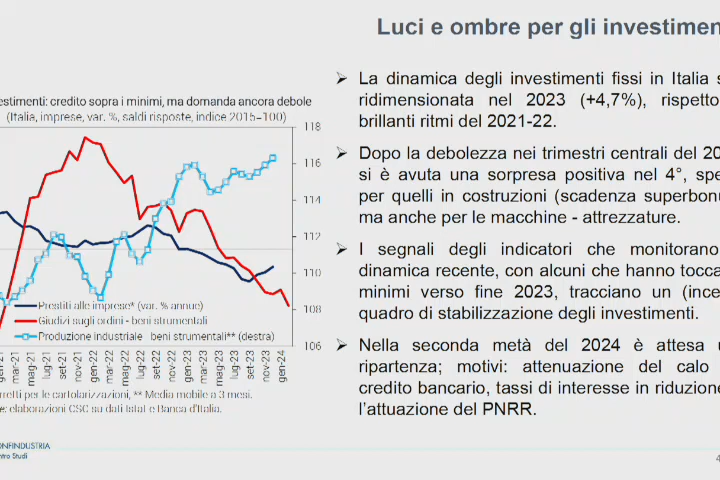 Luci e ombre per gli
estimenti: credito sopra i minimi, ma domanda ancora debole
(Italia, imprese, var. %, saldi risposte, indice 2015=100)
118
116
114
112
110
108
106
Prestiti alle imprese* (var. % annue)
Giudizi sugli ordini - beni strumentali
Produzione industriale - beni strumentali** (destra)
gen-21 mar-21 mag-21 lug-21 set-21 nov-21 gen-22 mar-22 mag-22 lug-22 set-22 nov-22 gen-23 mar-23 mag-23 lug-23 set-23 nov-23 gen-24
rretti per le cartolarizzazioni, ** Media mobile a 3 mesi.
e: elaborazioni CSC su dati Istat e Banca d'Italia.
➢ La dinamica degli investimenti fissi in Italia
ridimensionata nel 2023 (+4,7%), rispetto
brillanti ritmi del 2021-22.
➢ Dopo la debolezza nei trimestri centrali del
si è avuta una sorpresa positiva nel 4°,
per quelli in costruzioni (scadenza
ma anche per le macchine - attrezzature.
➢ I segnali degli indicatori che monitorano
dinamica recente, con alcuni che hanno
minimi verso fine 2023, tracciano un
quadro di stabilizzazione degli investimenti.
➢ Nella seconda metà del 2024 è attesa
ripartenza; motivi: attenuazione del calo
credito bancario, tassi di interesse in riduzione
l'attuazione del PNRR.
ONFINDUSTRIA
ntro Studi
4